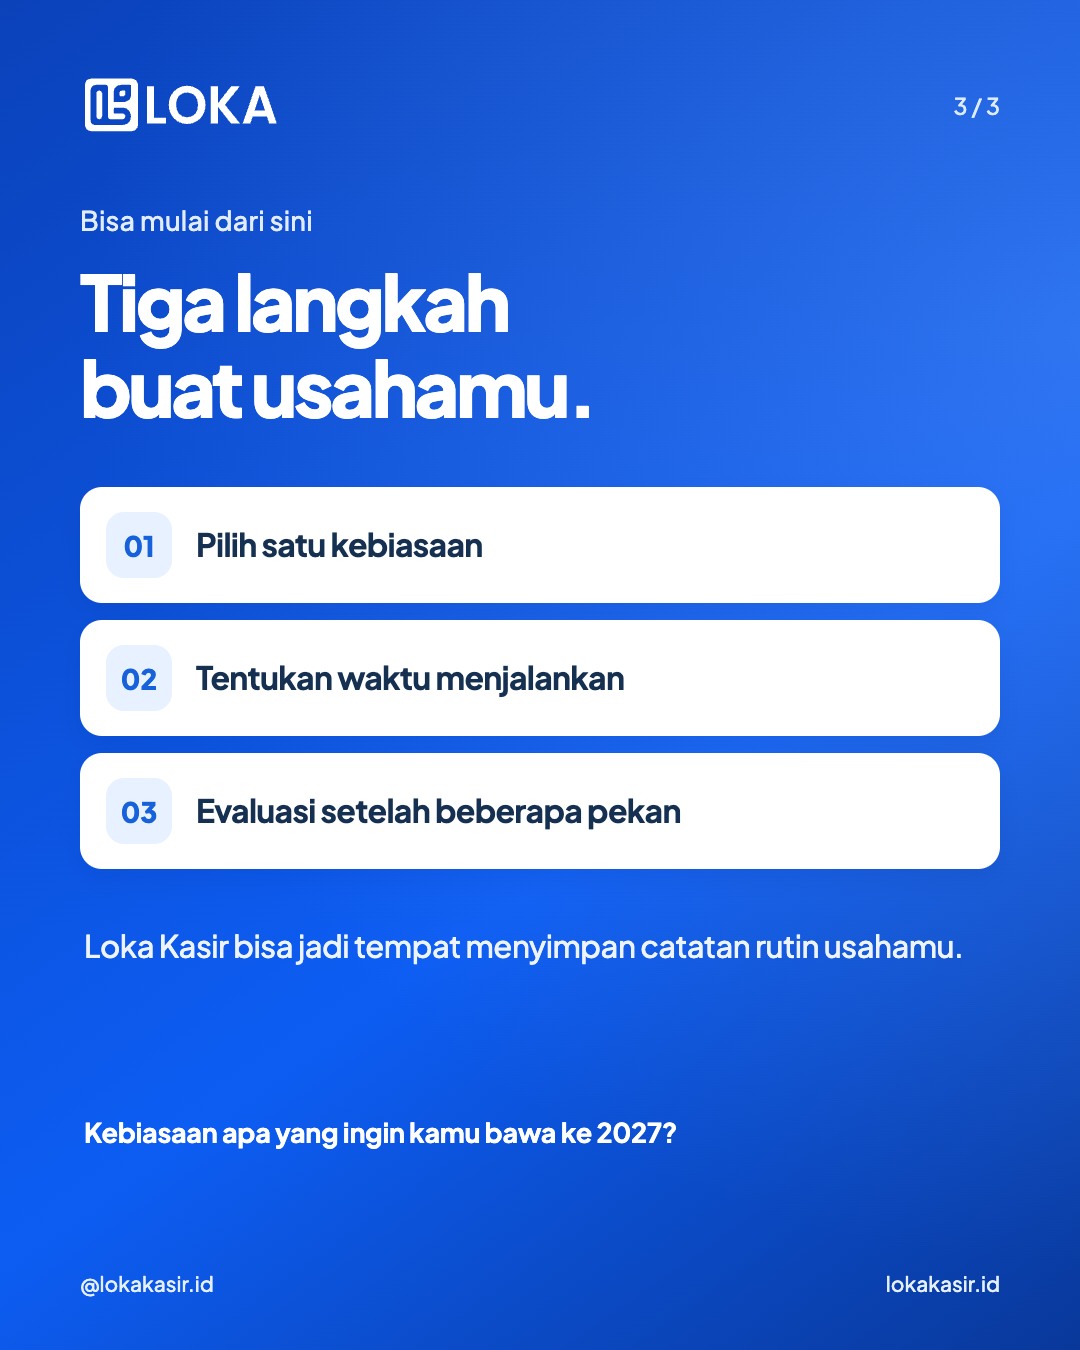 LOKA
3 / 3
Bisa mulai dari sini
Tiga langkah
buat usahamu.
01 Pilih satu kebiasaan
02 Tentukan waktu menjalankan
03 Evaluasi setelah beberapa pekan
Loka Kasir bisa jadi tempat menyimpan catatan rutin usahamu.
Kebiasaan apa yang ingin kamu bawa ke 2027?
@lokakasir.id
lokakasir.id